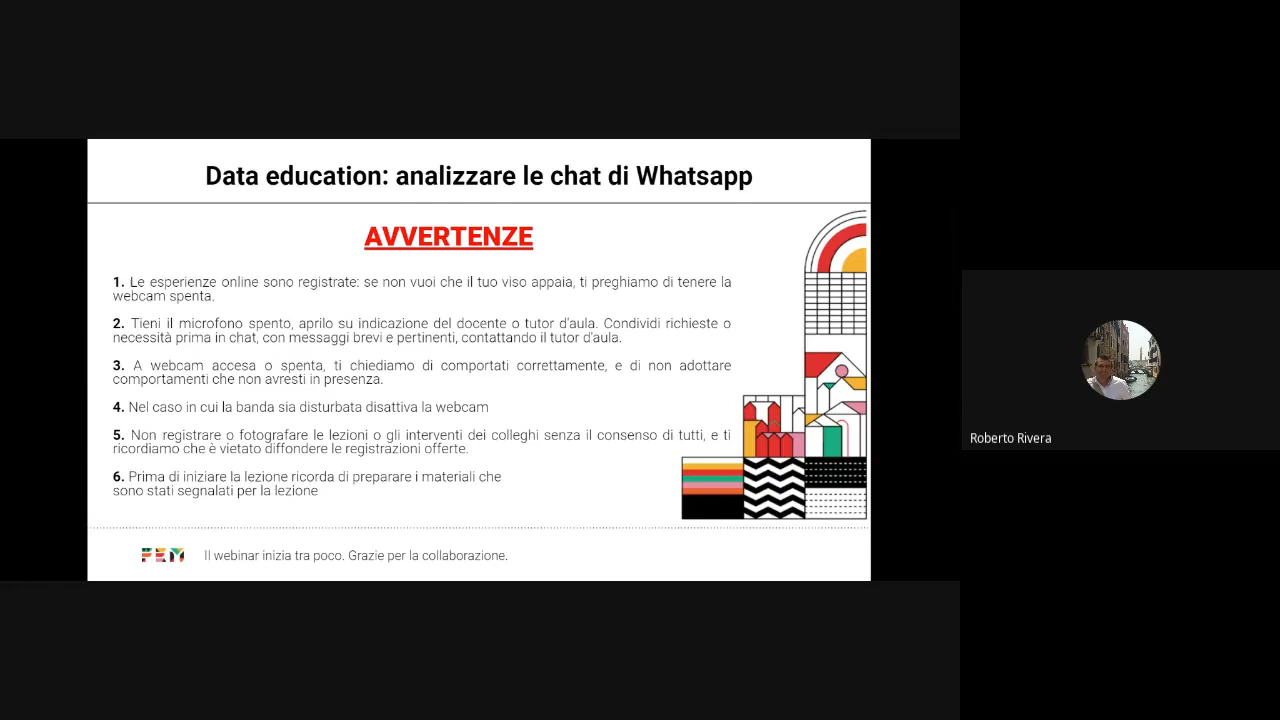 Data education: analizzare le chat di Whatsapp
AVVERTENZE
1. Le esperienze online sono registrate: se non vuoi che il tuo viso appaia, ti preghiamo di tenere la
webcam spenta.
2. Tieni il microfono spento, aprilo su indicazione del docente o tutor d'aula. Condividi richieste o
necessità prima in chat, con messaggi brevi e pertinenti, contattando il tutor d'aula.
3. A webcam accesa o spenta, ti chiediamo di comportati correttamente, e di non adottare
comportamenti che non avresti in presenza.
4. Nel caso in cui la banda sia disturbata disattiva la webcam
5. Non registrare o fotografare le lezioni o gli interventi dei colleghi senza il consenso di tutti, e ti
ricordiamo che è vietato diffondere le registrazioni offerte.
6. Prima di iniziare la lezione ricorda di preparare i materiali che
sono stati segnalati per la lezione
FEM Il webinar inizia tra poco. Grazie per la collaborazione.
Roberto Rivera